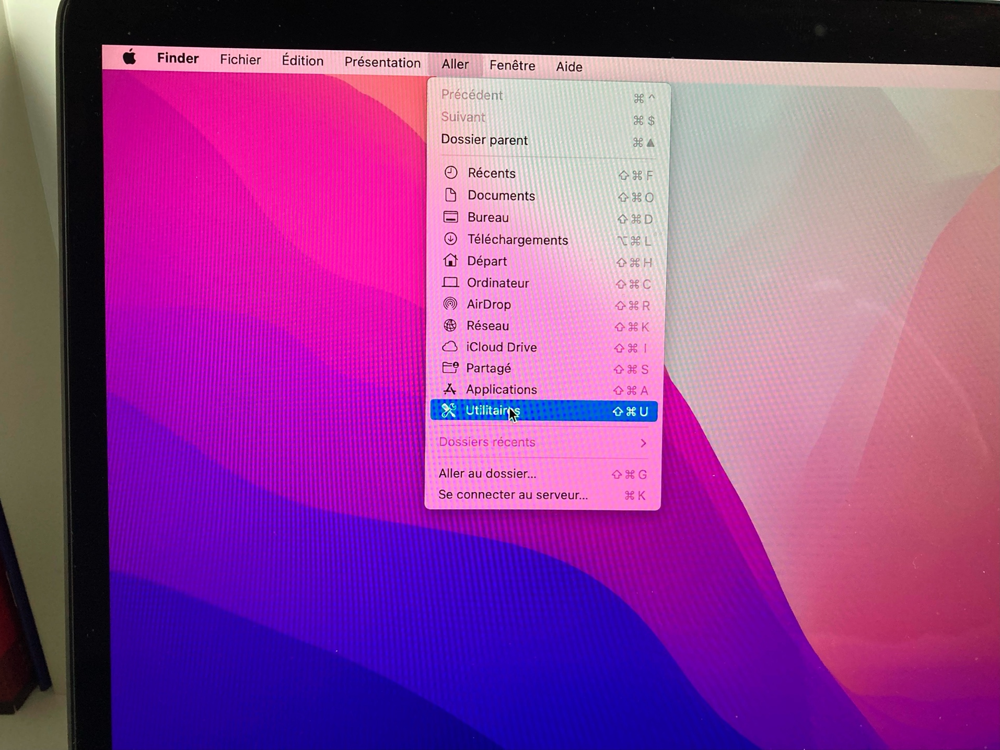 Finder Fichier Édition Présentation Aller Fenêtre Aide
Précédent ⌘ ^
Suivant ⌘ $
Dossier parent ⌘ ▲
Récents ⇧ ⌘ F
Documents ⇧ ⌘ O
Bureau ⇧ ⌘ D
Téléchargements ⌥ ⌘ L
Départ ⇧ ⌘ H
Ordinateur ⇧ ⌘ C
AirDrop ⇧ ⌘ R
Réseau ⇧ ⌘ K
iCloud Drive ⇧ ⌘ I
Partagé ⇧ ⌘ S
Applications ⇧ ⌘ A
Utilitaires ⇧ ⌘ U
Dossiers récents >
Aller au dossier... ⇧ ⌘ G
Se connecter au serveur... ⌘ K